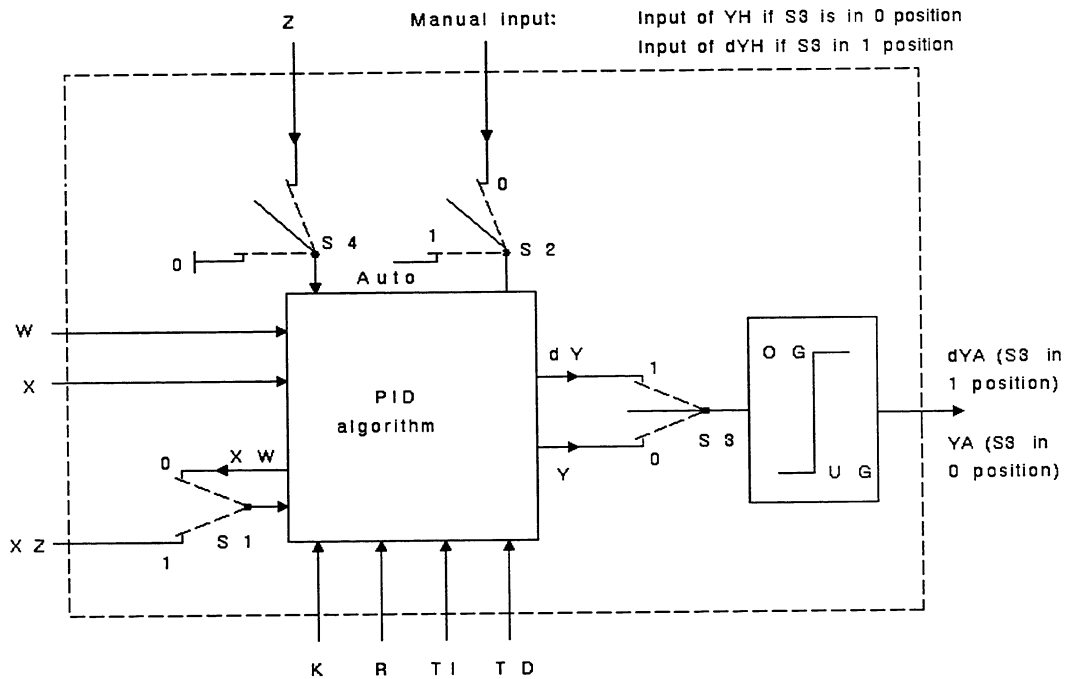 Z
Manual input:
Input of YH if S3 is in 0 position
Input of dYH if S3 in 1 position
0
S 4
0
1
S 2
Auto
W
X
PID
algorithm
d Y
1
S 3
0
Y
O G
U G
dYA (S3 in
1 position)
YA (S3 in
0 position)
0
X W
S 1
1
X Z
K
R
TI
T D